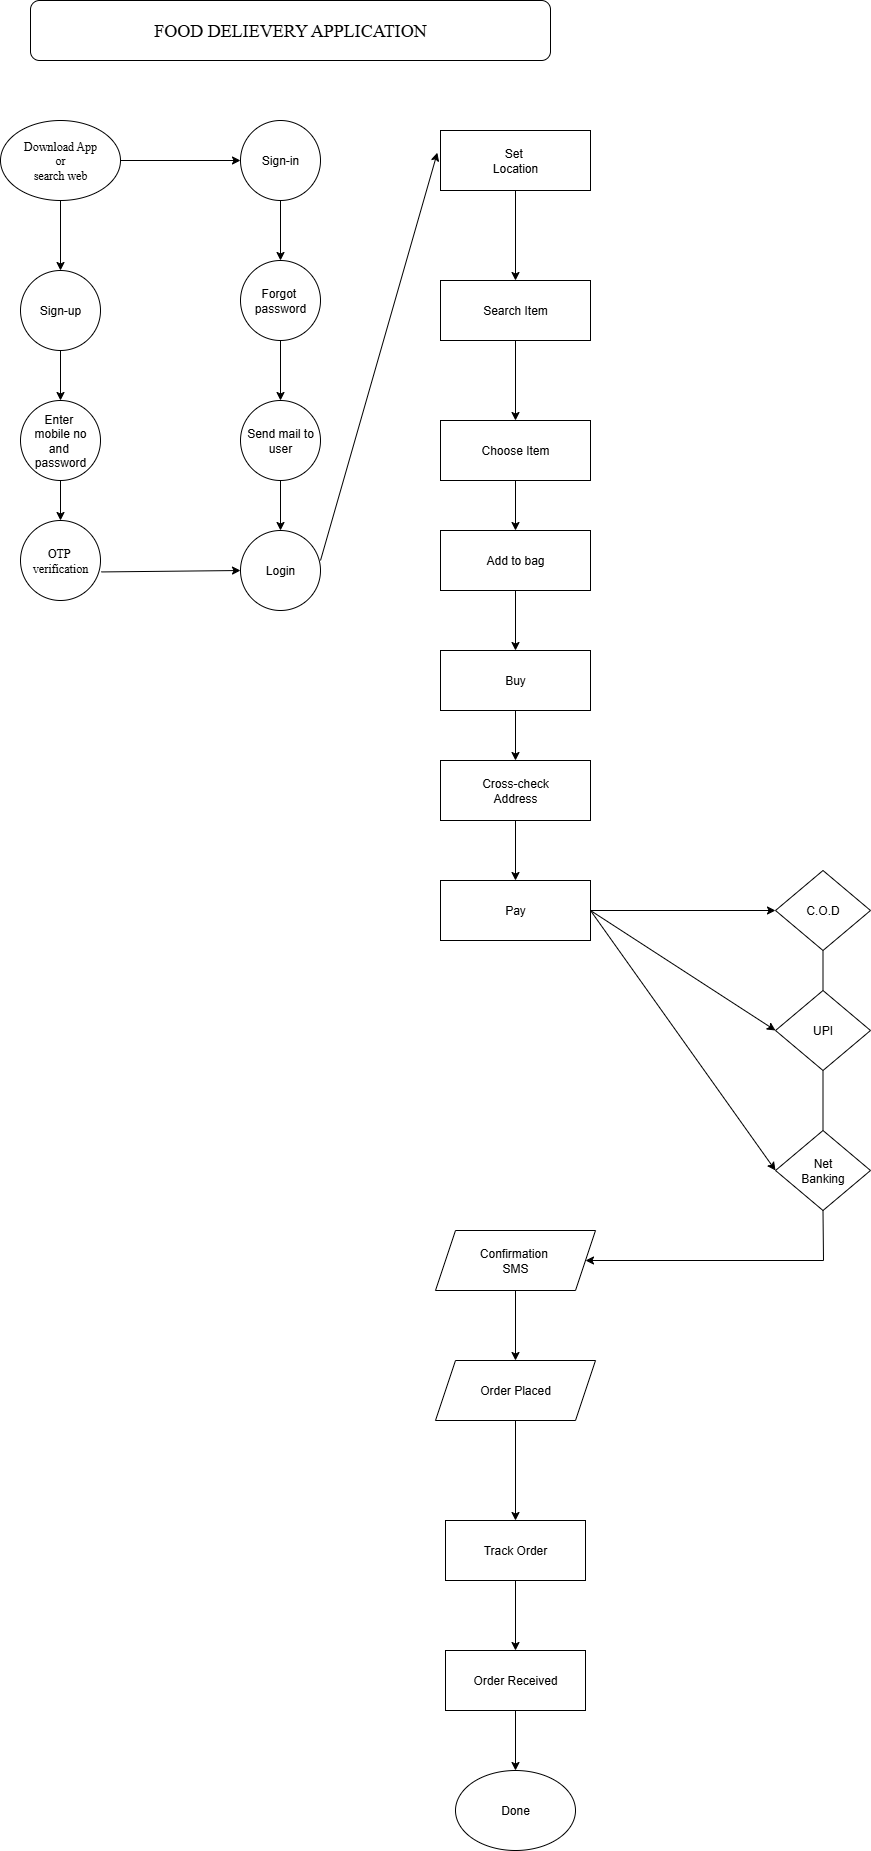 FOOD DELIEVERY APPLICATION
Download App
or
search web
Sign-in
Sign-up
Forgot
password
Enter
mobile no
and
password
Send mail to
user
OTP
verification
Login
Set
Location
Search Item
Choose Item
Add to bag
Buy
Cross-check
Address
Pay
C.O.D
UPI
Net
Banking
Confirmation
SMS
Order Placed
Track Order
Order Received
Done